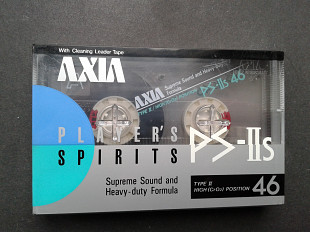 With Cleaning Leader Tape
AXIA
AXIA
Supreme Sound and Heavy-duty
Formula
PS-IIs 46
PLAYER'S
SPIRITS
PS-IIs
Supreme Sound and
Heavy-duty Formula
TYPE II
HIGH (CrO₂) POSITION
46